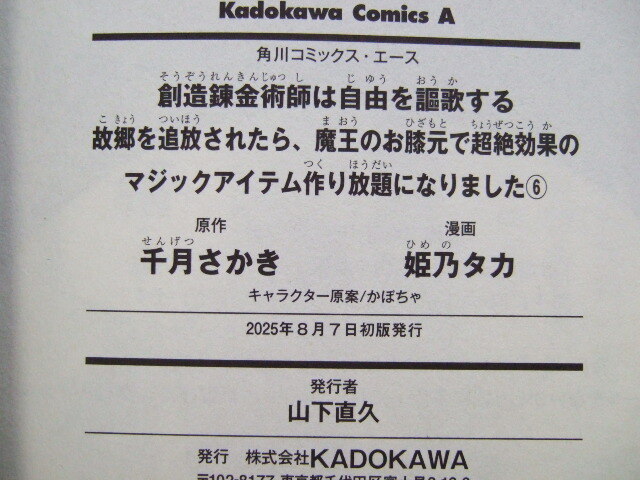 Kadokawa Comics A
角川コミックス・エース
そうぞうれんきんじゅつし じゆう おうか
創造錬金術師は自由を謳歌する
こきょう ついほう まおう ひざもと ちょうぜつこうか
故郷を追放されたら、魔王のお膝元で超絶効果の
つく ほうだい
マジックアイテム作り放題になりました⑥
原作
せんげつ
千月さかき
漫画
ひめの
姫乃タカ
キャラクター原案/かぼちゃ
2025年8月7日初版発行
発行者
山下直久
発行 株式会社KADOKAWA
〒102-8177